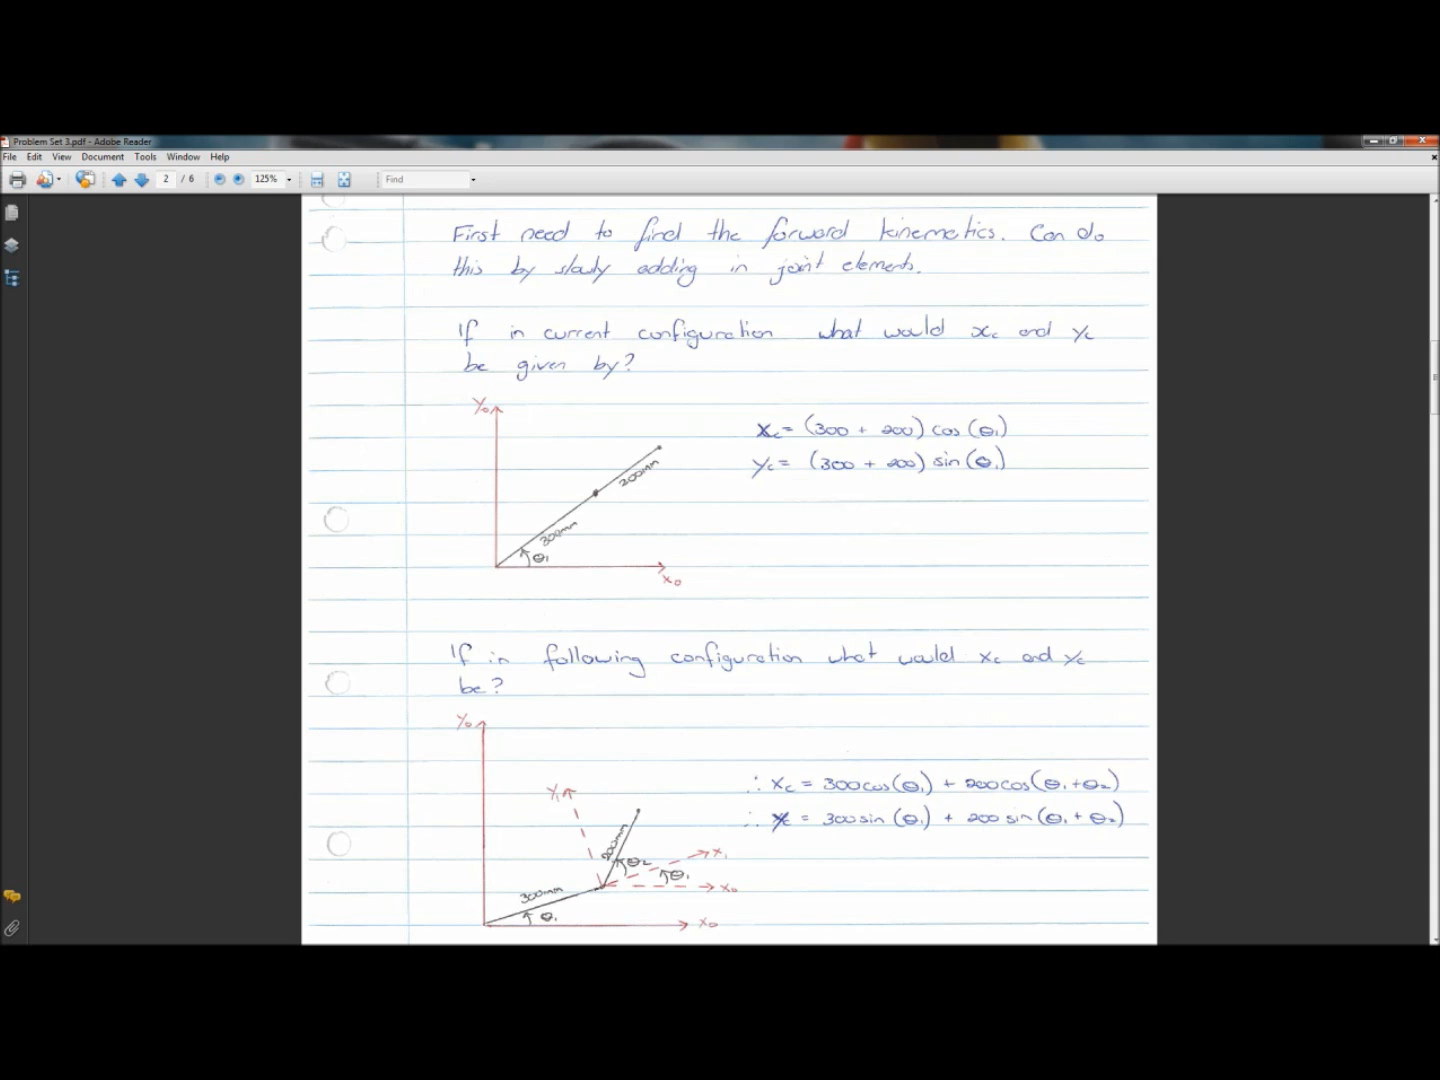 Problem Set 3.pdf - Adobe Reader
File Edit View Document Tools Window Help
2 / 6 125% Find
First need to find the forward kinematics. Can do
this by slowly adding in joint elements.
If in current configuration what would xc and yc
be given by?
Y₀
xc = (300 + 200) cos(θ₁)
yc = (300 + 200) sin(θ₁)
200mm
300mm
θ₁
X₀
If in following configuration what would xc and yc
be?
Y₀
∴ xc = 300cos(θ₁) + 200cos(θ₁+θ₂)
∴ yc = 300sin(θ₁) + 200sin(θ₁+θ₂)
Y₁
200mm
θ₂
X₁
θ₁
X₀
300mm
θ₁
X₀